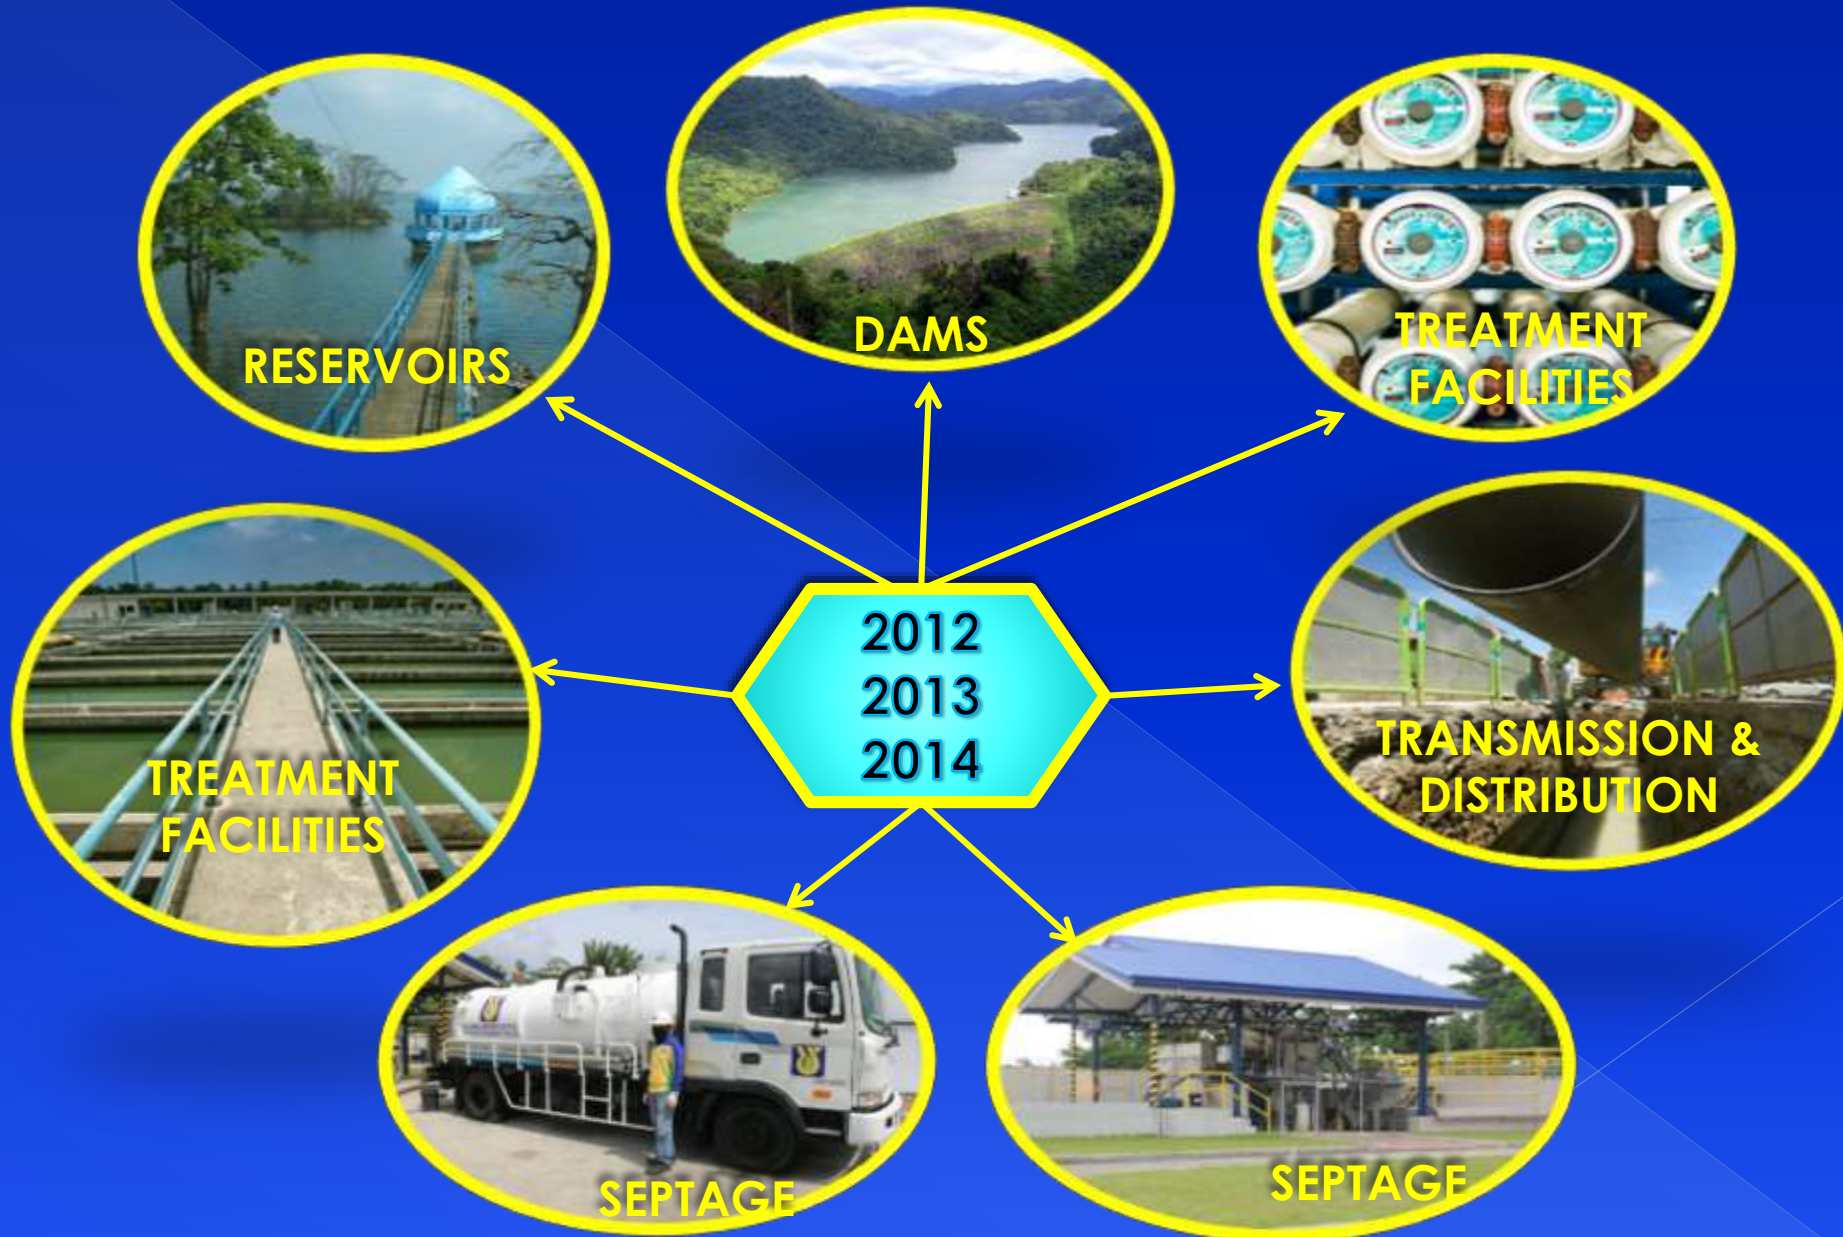 DAMS
RESERVOIRS
TREATMENT
FACILITIES
2012
2013
2014
TREATMENT
FACILITIES
TRANSMISSION &
DISTRIBUTION
SEPTAGE
SEPTAGE